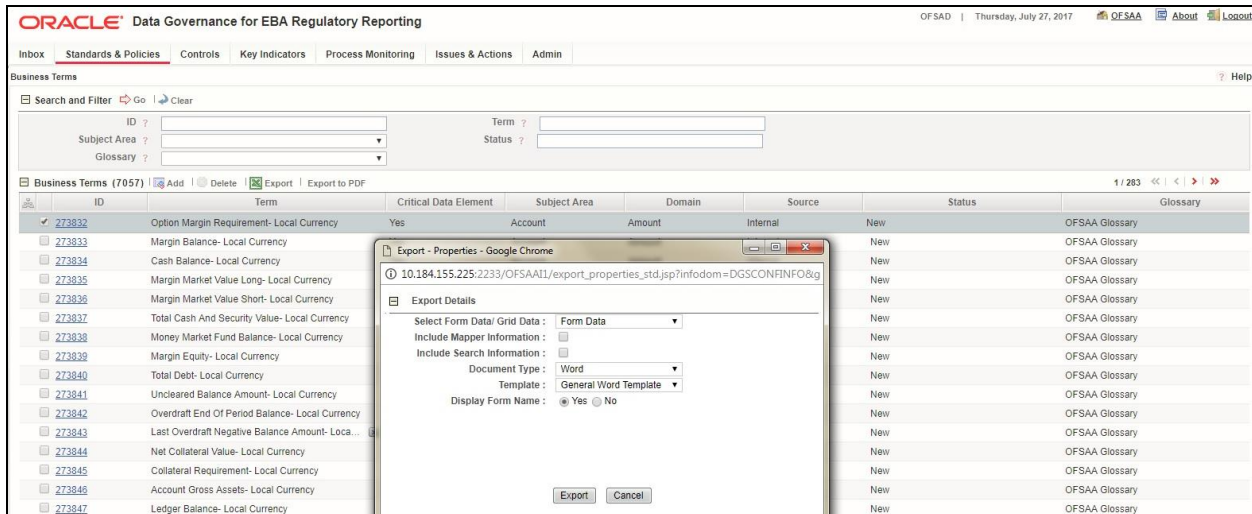 ORACLE Data Governance for EBA Regulatory Reporting
OFSAD | Thursday, July 27, 2017 OFSAA About Logout
Inbox Standards & Policies Controls Key Indicators Process Monitoring Issues & Actions Admin
Business Terms ? Help
Search and Filter Go | Clear
ID ? Term ?
Subject Area ? Status ?
Glossary ?
Business Terms (7057) | Add | Delete | Export | Export to PDF 1 / 283
ID Term Critical Data Element Subject Area Domain Source Status Glossary
273832 Option Margin Requirement- Local Currency Yes Account Amount Internal New OFSAA Glossary
273833 Margin Balance- Local Currency New OFSAA Glossary
273834 Cash Balance- Local Currency New OFSAA Glossary
273835 Margin Market Value Long- Local Currency New OFSAA Glossary
273836 Margin Market Value Short- Local Currency New OFSAA Glossary
273837 Total Cash And Security Value- Local Currency New OFSAA Glossary
273838 Money Market Fund Balance- Local Currency New OFSAA Glossary
273839 Margin Equity- Local Currency New OFSAA Glossary
273840 Total Debt- Local Currency New OFSAA Glossary
273841 Uncleared Balance Amount- Local Currency New OFSAA Glossary
273842 Overdraft End Of Period Balance- Local Currency New OFSAA Glossary
273843 Last Overdraft Negative Balance Amount- Loca... New OFSAA Glossary
273844 Net Collateral Value- Local Currency New OFSAA Glossary
273845 Collateral Requirement- Local Currency New OFSAA Glossary
273846 Account Gross Assets- Local Currency New OFSAA Glossary
273847 Ledger Balance- Local Currency New OFSAA Glossary
Export - Properties - Google Chrome
10.184.155.225:2233/OFSAAI1/export_properties_std.jsp?infodom=DGSCONFINFO&g
Export Details
Select Form Data/ Grid Data : Form Data
Include Mapper Information :
Include Search Information :
Document Type : Word
Template : General Word Template
Display Form Name : Yes No
Export Cancel